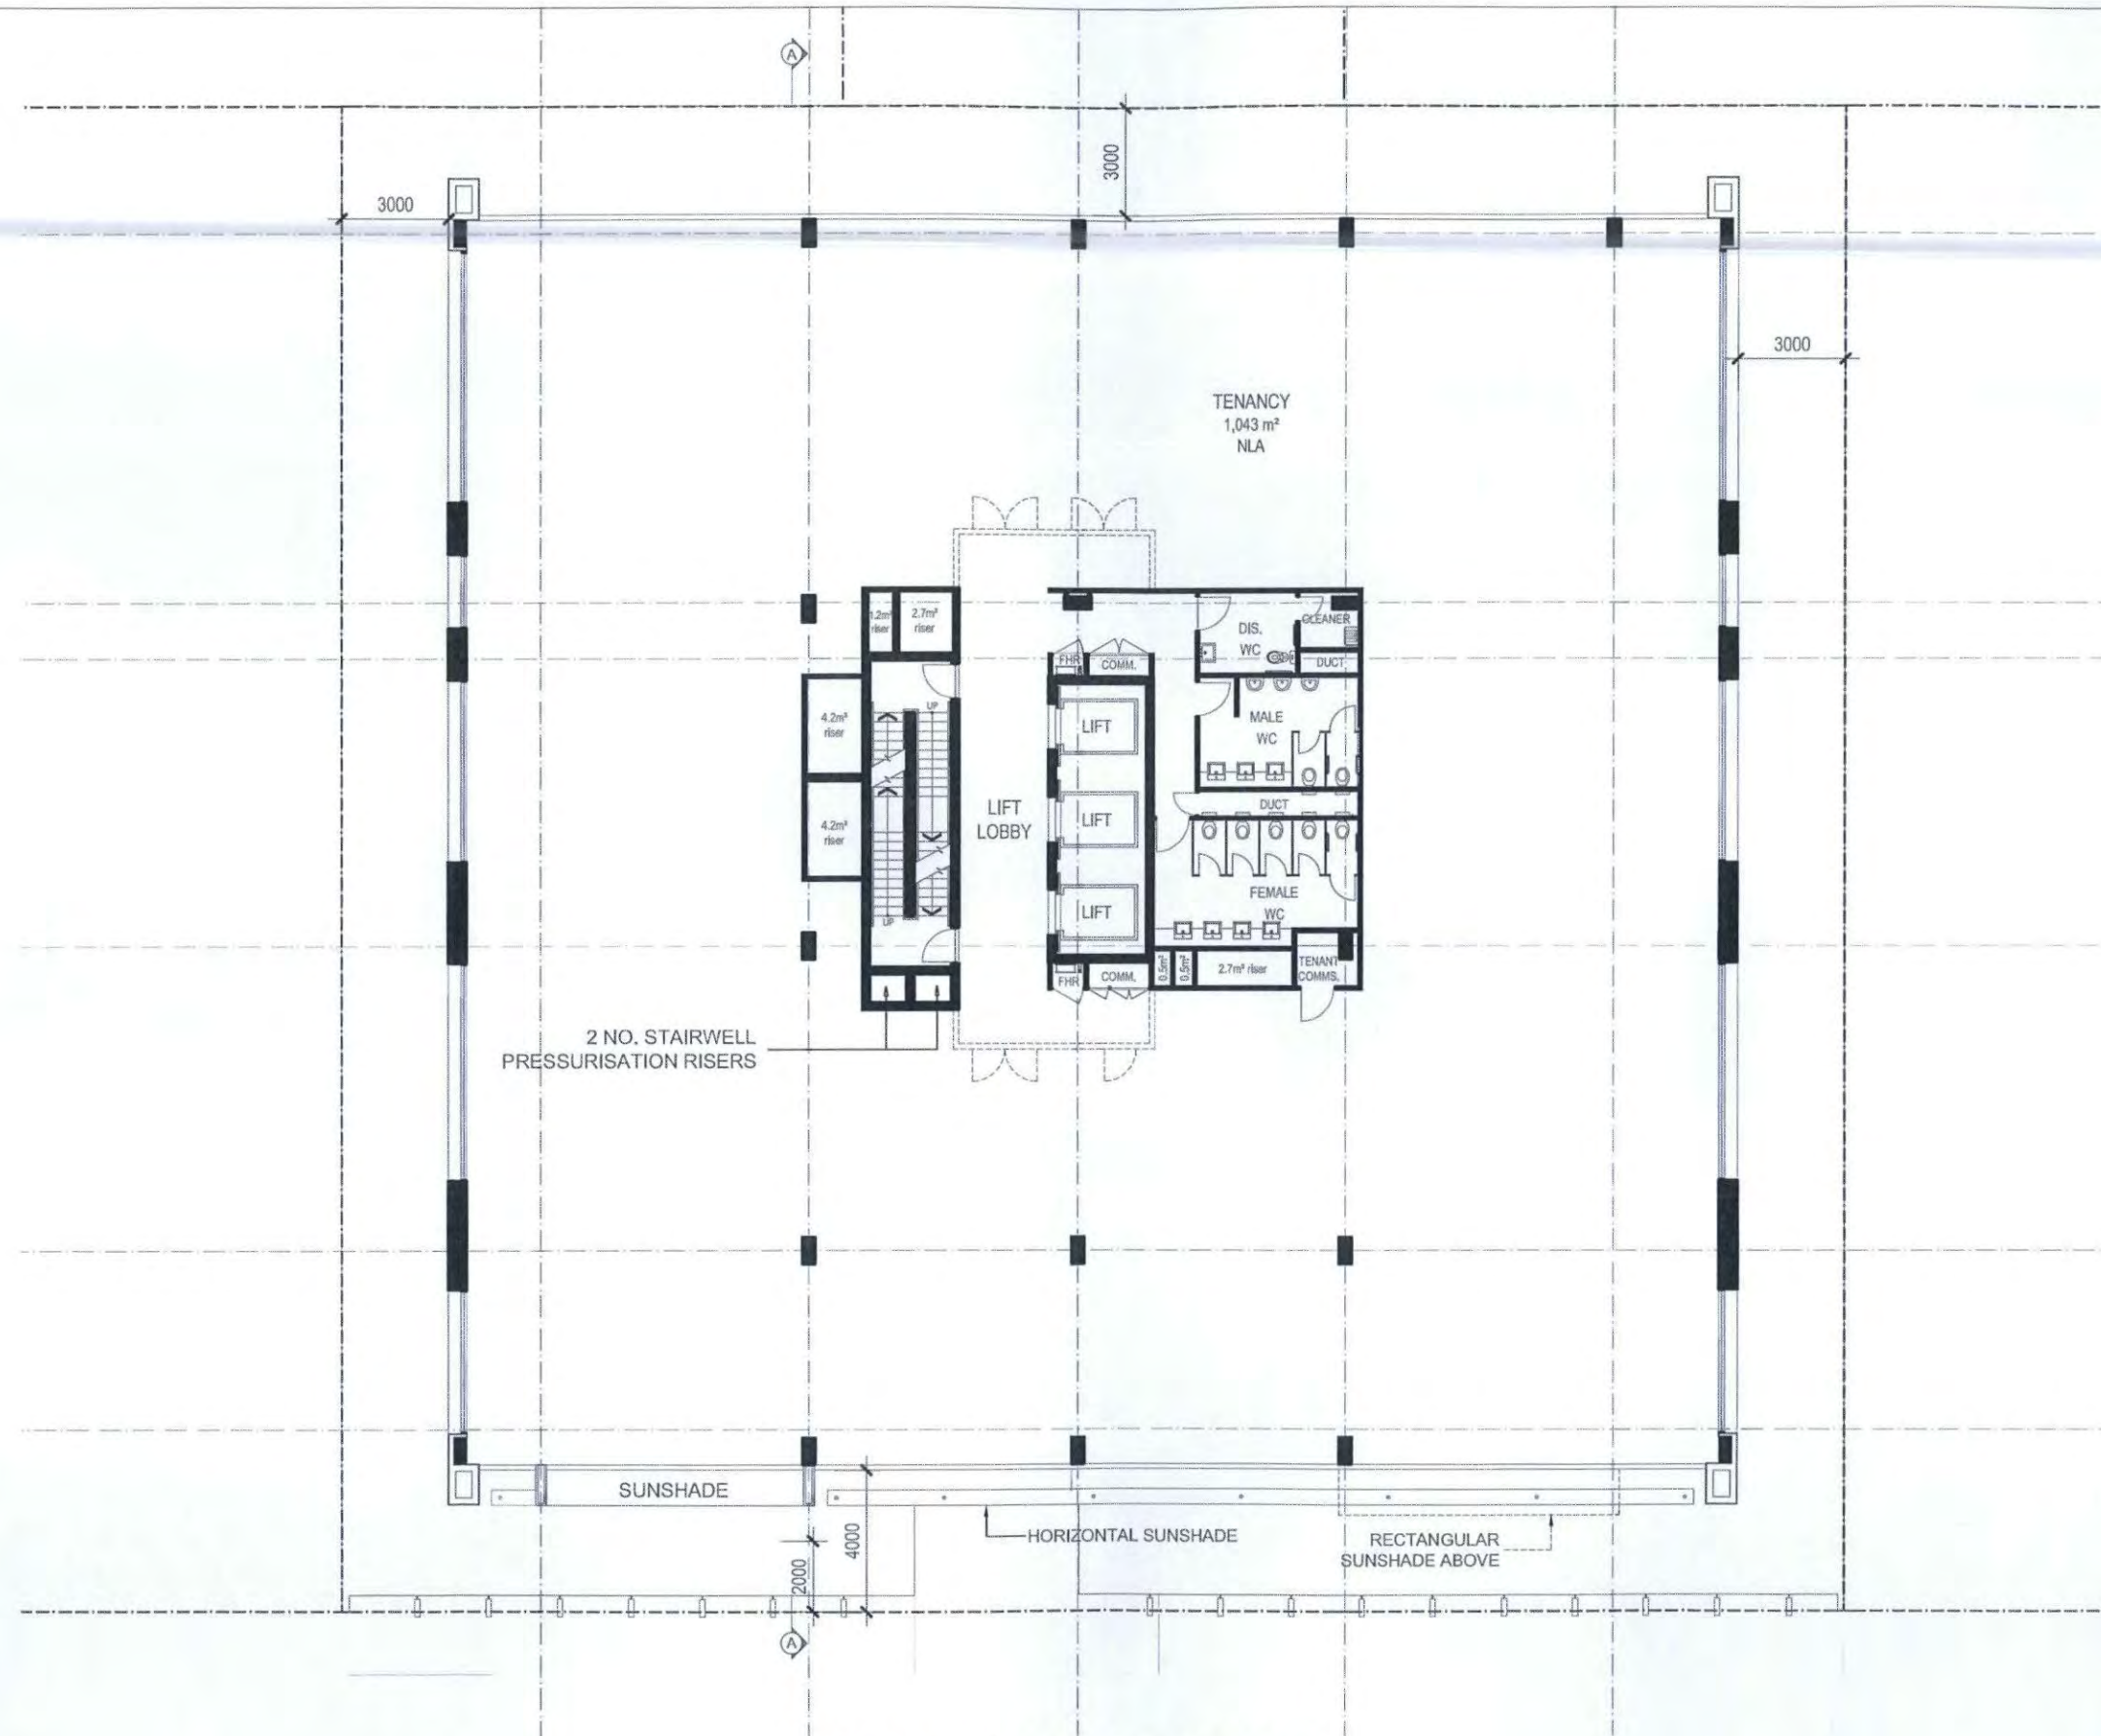 A
3000
3000
3000
TENANCY
1,043 m²
NLA
1.2m²
riser
2.7m²
riser
DIS.
WC
CLEANER
FHR
COMM.
DUCT
4.2m²
riser
UP
LIFT
MALE
WC
LIFT
LOBBY
LIFT
DUCT
4.2m²
riser
FEMALE
WC
LIFT
UP
FHR
COMM.
0.5m²
0.5m²
2.7m² riser
TENANT
COMMS.
2 NO. STAIRWELL
PRESSURISATION RISERS
SUNSHADE
HORIZONTAL SUNSHADE
RECTANGULAR
SUNSHADE ABOVE
4000
2000
A